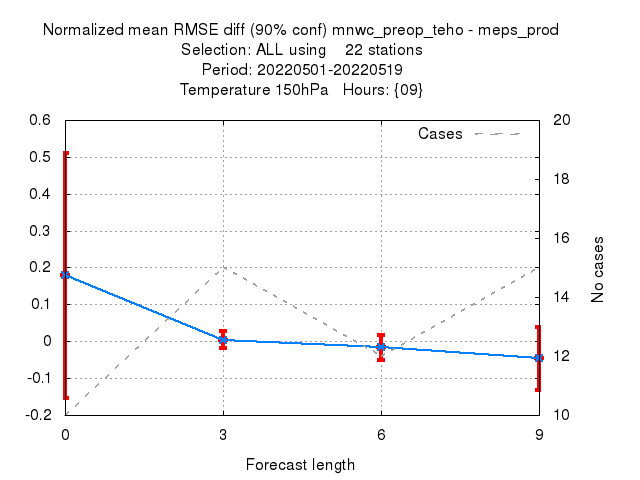 Normalized mean RMSE diff (90% conf) mnwc_preop_teho - meps_prod
Selection: ALL using 22 stations
Period: 20220501-20220519
Temperature 150hPa Hours: {09}
Cases
0.6
0.5
0.4
0.3
0.2
0.1
0
-0.1
-0.2
20
18
16
14
12
10
No cases
0 3 6 9
Forecast length